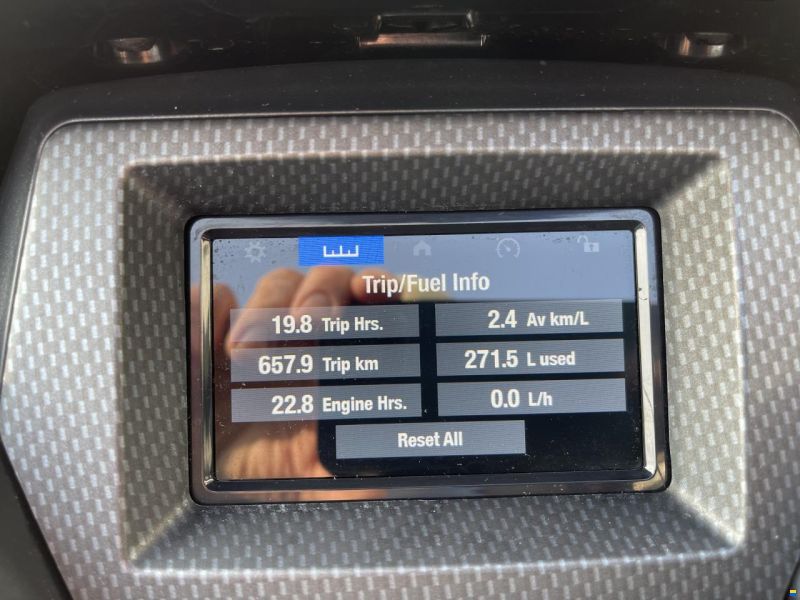 Trip/Fuel Info
19.8 Trip Hrs.
2.4 Av km/L
657.9 Trip km
271.5 L used
22.8 Engine Hrs.
0.0 L/h
Reset All